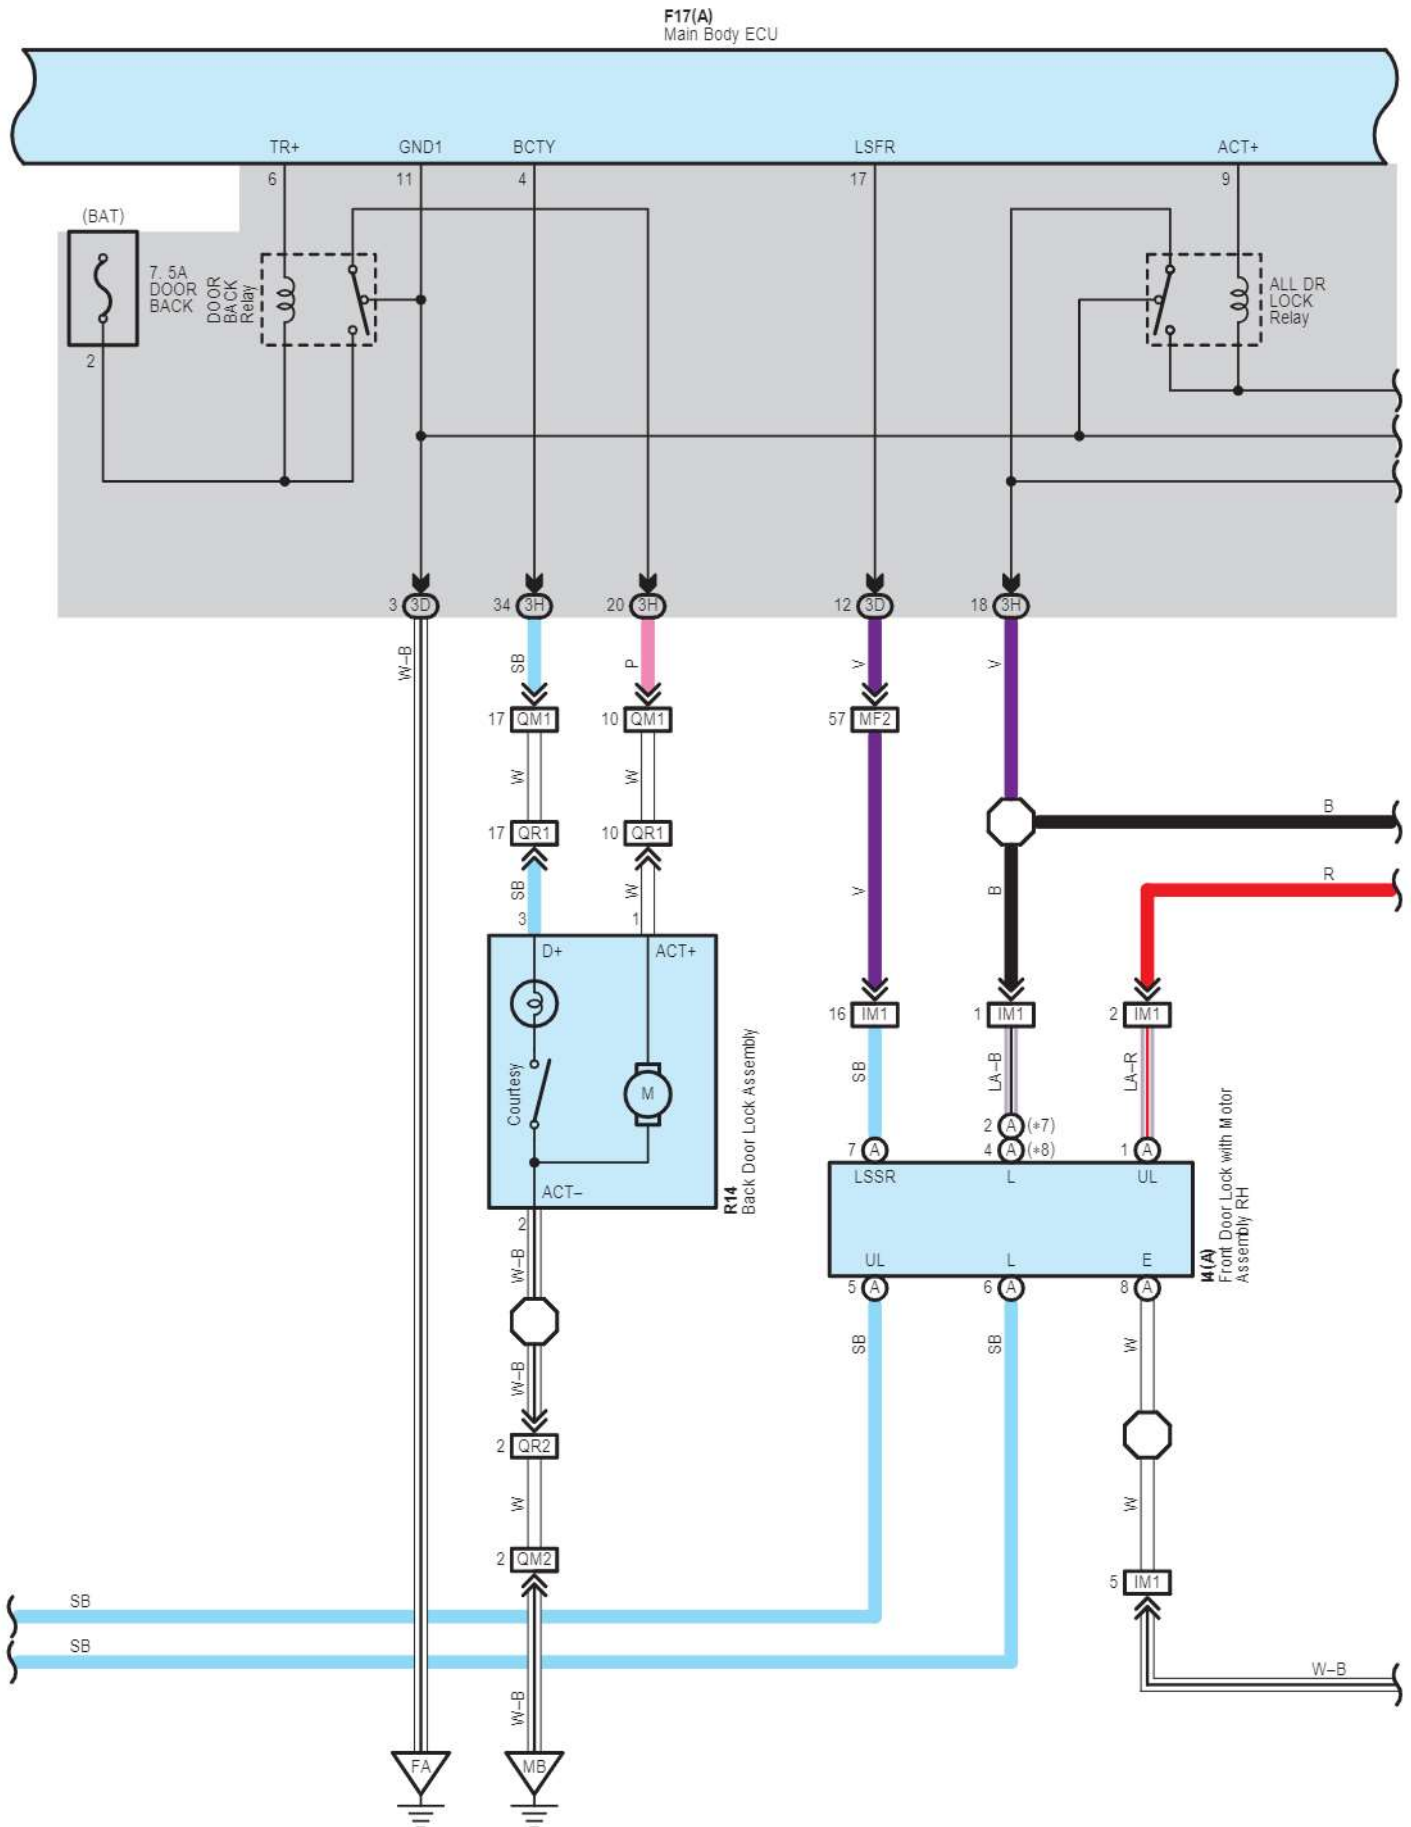 F17(A)
Main Body ECU
TR+
GND1
BCTY
LSFR
ACT+
6
11
4
17
9
(BAT)
7. 5A
DOOR
BACK
2
DOOR
BACK
Relay
ALL DR
LOCK
Relay
3 3D
34 3H
20 3H
12 3D
18 3H
W–B
SB
P
V
V
17 QM1
10 QM1
57 MF2
W
W
17 QR1
10 QR1
B
R
SB
W
V
B
3
1
D+
ACT+
Courtesy
M
ACT–
R14
Back Door Lock Assembly
2
16 IM1
1 IM1
2 IM1
SB
LA–B
LA–R
2 A (*7)
7 A
4 A (*8)
1 A
LSSR
L
UL
UL
L
E
I4(A)
Front Door Lock with Motor
Assembly RH
5 A
6 A
8 A
W–B
SB
SB
W
W–B
2 QR2
W
W
2 QM2
5 IM1
SB
SB
W–B
W–B
FA
MB